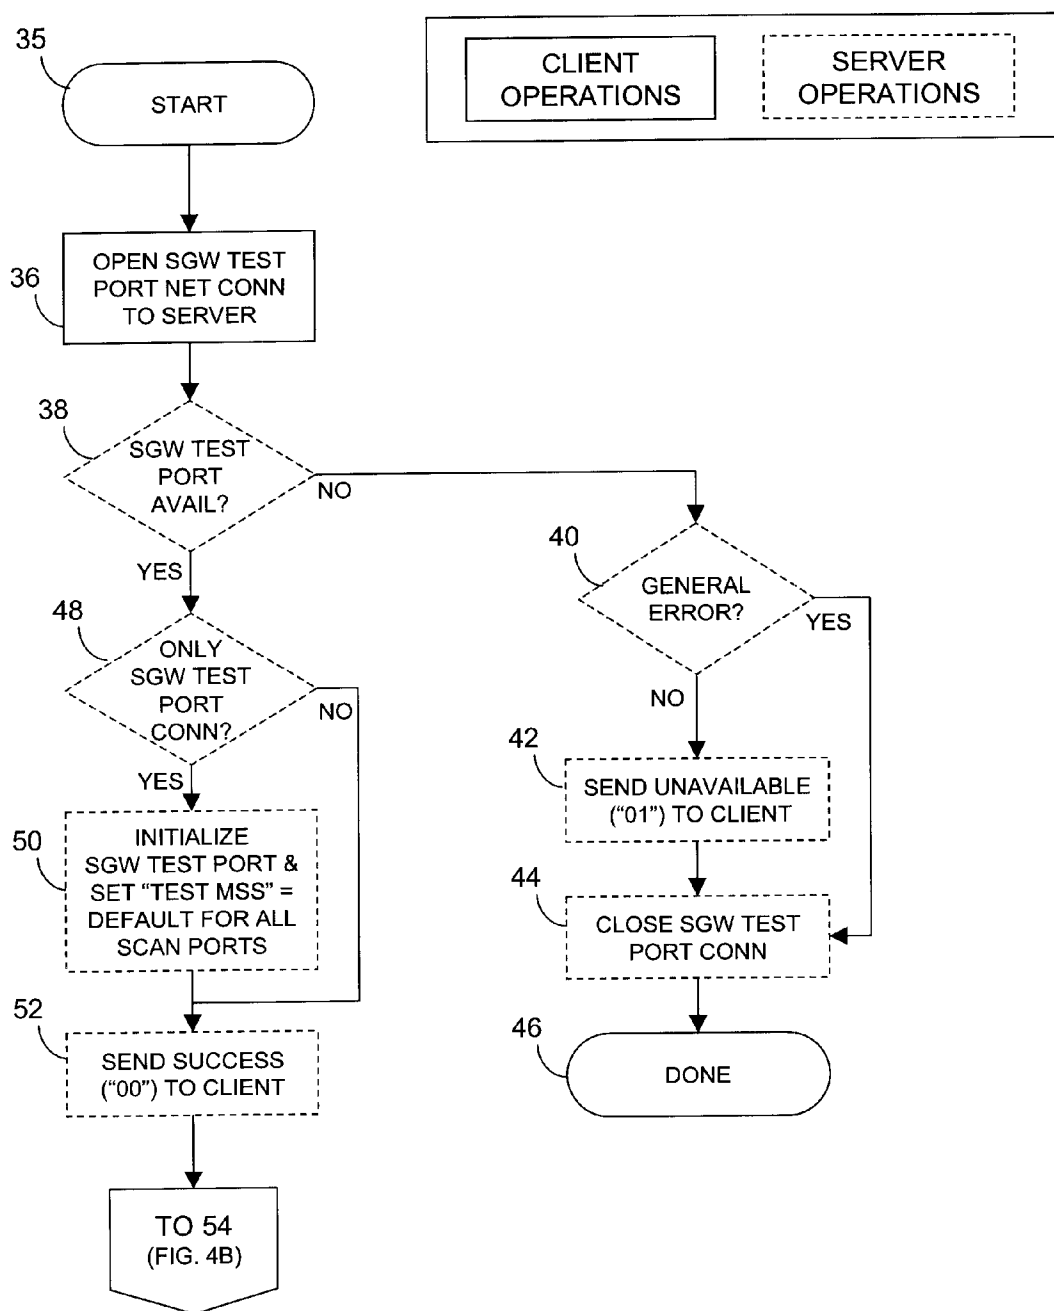 35
START
CLIENT
OPERATIONS
SERVER
OPERATIONS
36
OPEN SGW TEST
PORT NET CONN
TO SERVER
38
SGW TEST
PORT
AVAIL?
NO
YES
40
GENERAL
ERROR?
YES
NO
48
ONLY
SGW TEST
PORT
CONN?
NO
YES
42
SEND UNAVAILABLE
("01") TO CLIENT
50
INITIALIZE
SGW TEST PORT &
SET "TEST MSS" =
DEFAULT FOR ALL
SCAN PORTS
44
CLOSE SGW TEST
PORT CONN
52
SEND SUCCESS
("00") TO CLIENT
46
DONE
TO 54
(FIG. 4B)